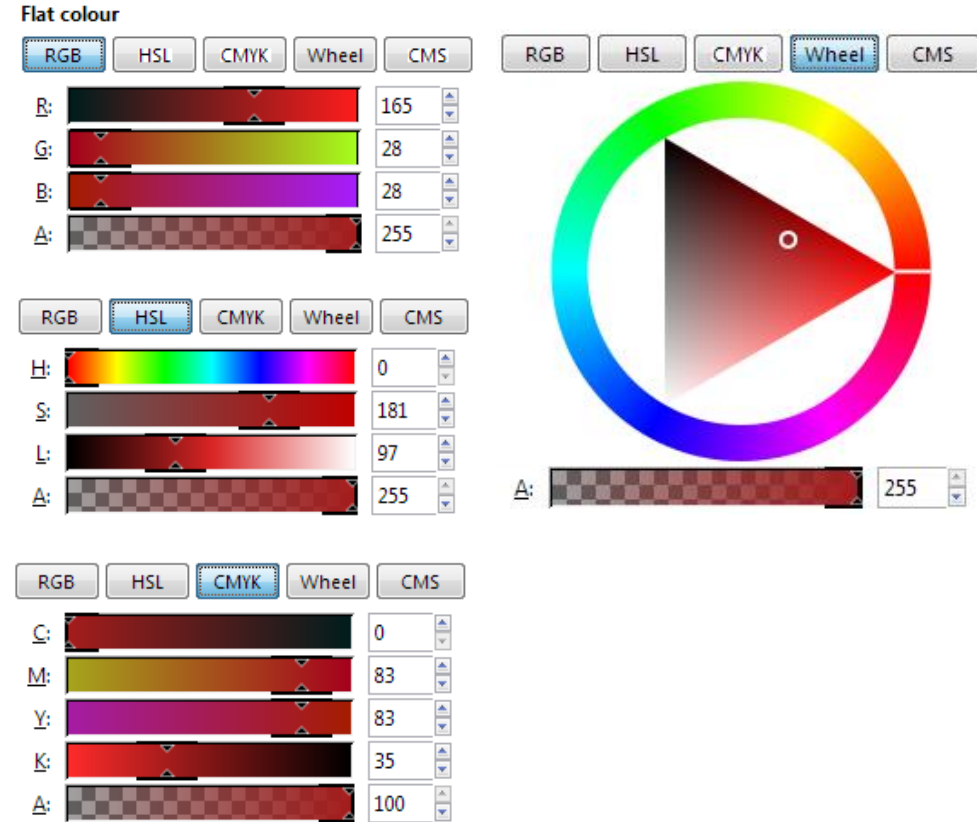 Flat colour
RGB HSL CMYK Wheel CMS
R: 165
G: 28
B: 28
A: 255
RGB HSL CMYK Wheel CMS
H: 0
S: 181
L: 97
A: 255
RGB HSL CMYK Wheel CMS
C: 0
M: 83
Y: 83
K: 35
A: 100
RGB HSL CMYK Wheel CMS
A: 255